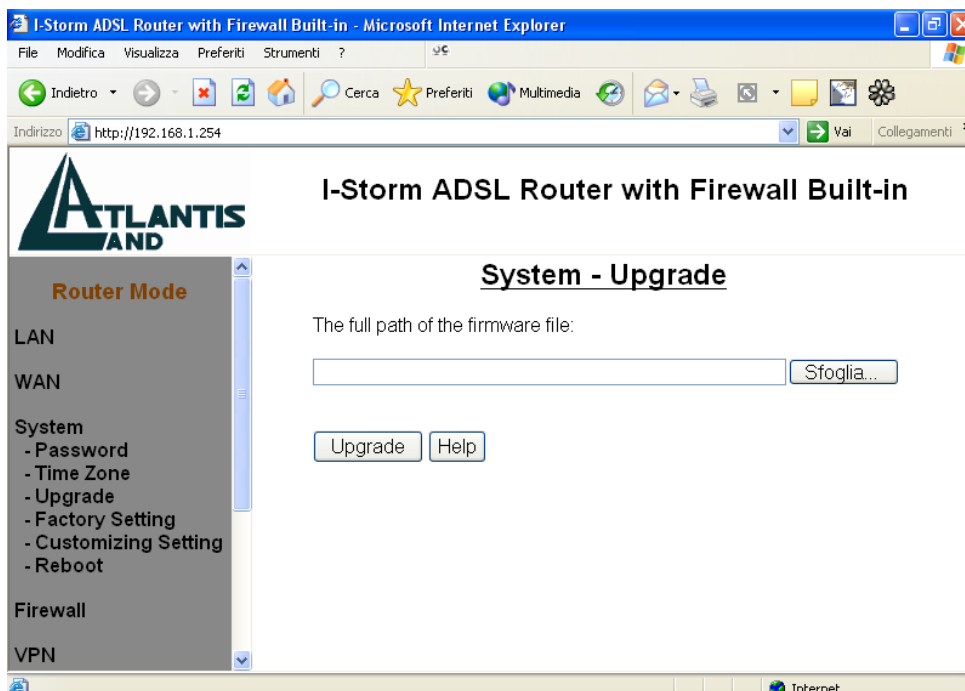 I-Storm ADSL Router with Firewall Built-in - Microsoft Internet Explorer
File Modifica Visualizza Preferiti Strumenti ?
Indietro Cerca Preferiti Multimedia
Indirizzo http://192.168.1.254 Vai Collegamenti
ATLANTIS
LAND
I-Storm ADSL Router with Firewall Built-in
Router Mode
LAN
WAN
System
- Password
- Time Zone
- Upgrade
- Factory Setting
- Customizing Setting
- Reboot
Firewall
VPN
System - Upgrade
The full path of the firmware file:
Sfoglia...
Upgrade Help
Internet